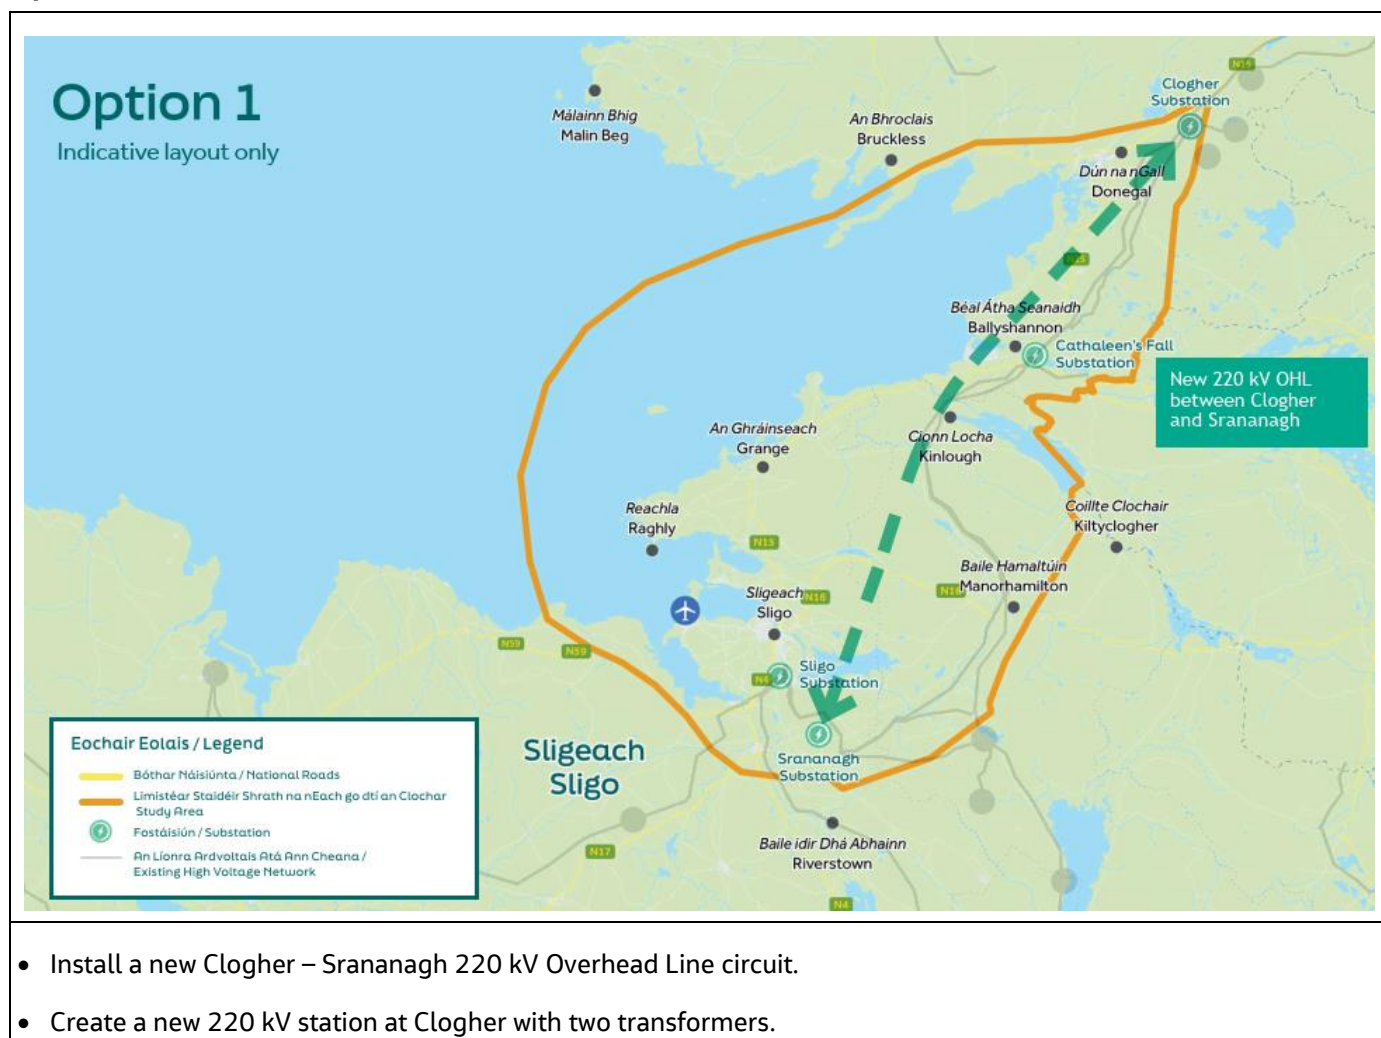 Option 1
Indicative layout only
N15
Clogher
Substation
Málainn Bhig
Malin Beg
An Bhroclais
Bruckless
Dún na nGall
Donegal
N15
Béal Átha Seanaidh
Ballyshannon
Cathaleen's Fall
Substation
New 220 kV OHL
between Clogher
and Srananagh
An Ghráinseach
Grange
Cionn Locha
Kinlough
Reachla
Raghly
Coillte Clochair
Kiltyclogher
N15
Baile Hamaltúin
Manorhamilton
N16
Sligeach
Sligo
N16
N59
N59
Sligo
Substation
N4
Sligeach
Sligo
Srananagh
Substation
Baile idir Dhá Abhainn
Riverstown
N17
N4
Eochair Eolais / Legend
Bóthar Náisiúnta / National Roads
Limistéar Staidéir Shrath na nEach go dtí an Clochar
Study Area
Fostáisiún / Substation
An Líonra Ardvoltais Atá Ann Cheana /
Existing High Voltage Network
• Install a new Clogher – Srananagh 220 kV Overhead Line circuit.
• Create a new 220 kV station at Clogher with two transformers.